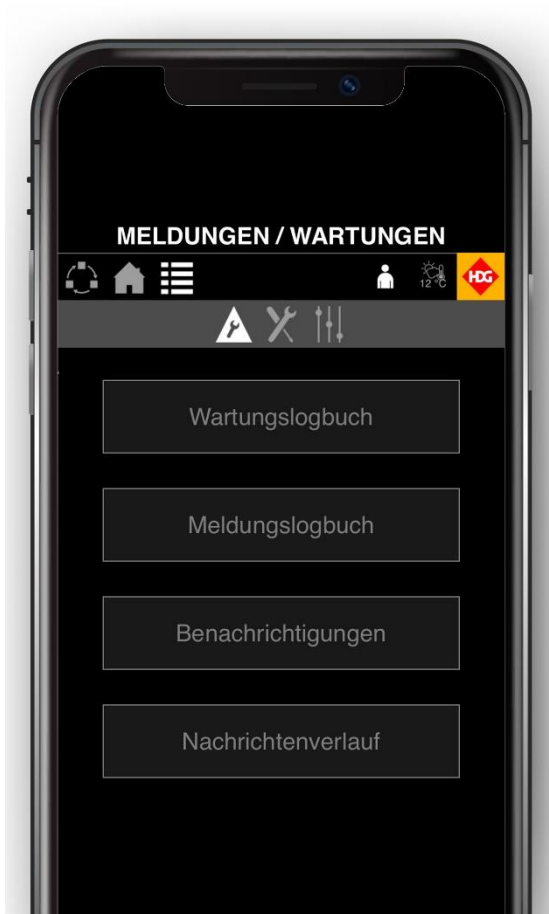 MELDUNGEN / WARTUNGEN
12 °C
HDG
Wartungslogbuch
Meldungslogbuch
Benachrichtigungen
Nachrichtenverlauf